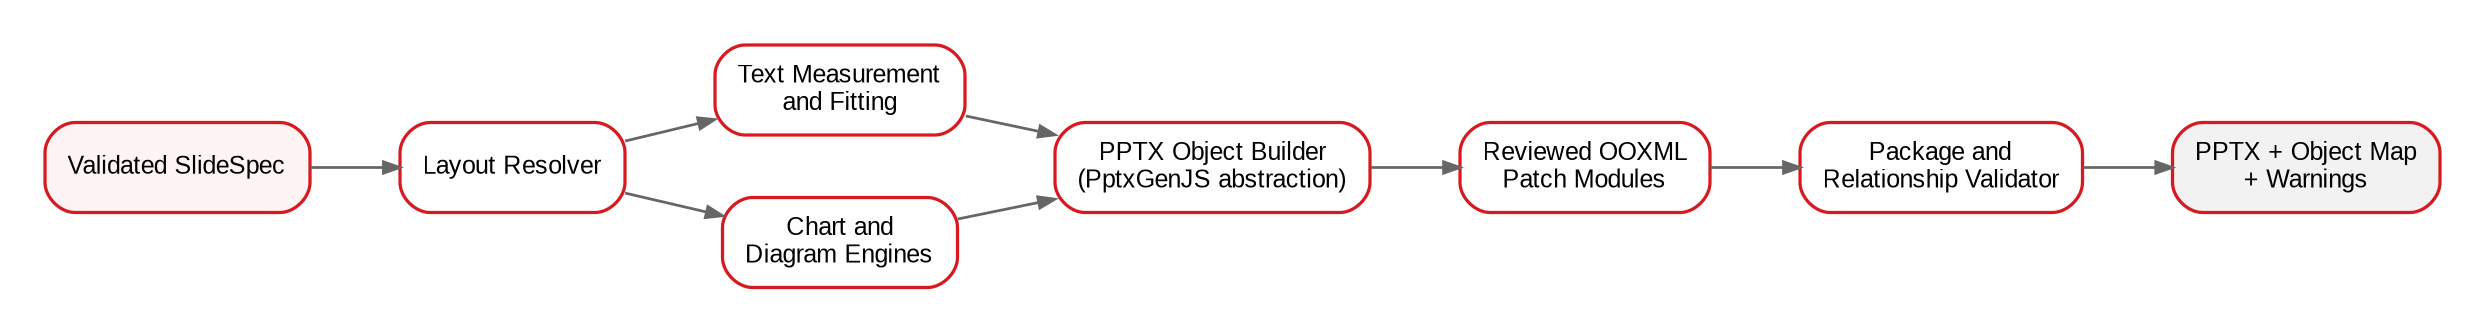 Validated SlideSpec
Layout Resolver
Text Measurement
and Fitting
Chart and
Diagram Engines
PPTX Object Builder
(PptxGenJS abstraction)
Reviewed OOXML
Patch Modules
Package and
Relationship Validator
PPTX + Object Map
+ Warnings